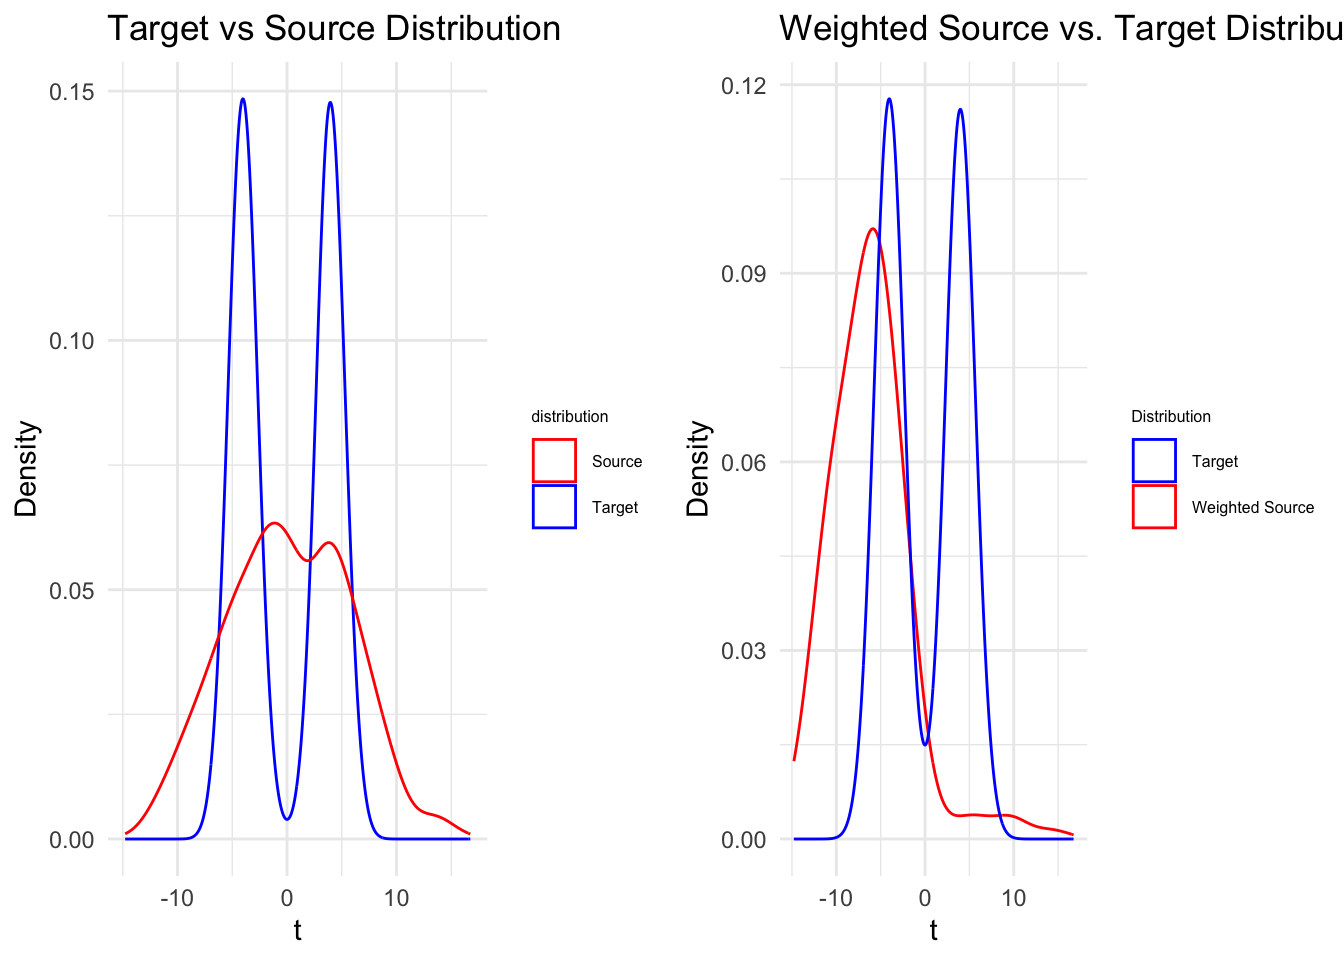 Target vs Source Distribution
0.15
0.10
0.05
0.00
Density
-10 0 10
t
distribution
Source
Target
Weighted Source vs. Target Distribu
0.12
0.09
0.06
0.03
0.00
Density
-10 0 10
t
Distribution
Target
Weighted Source